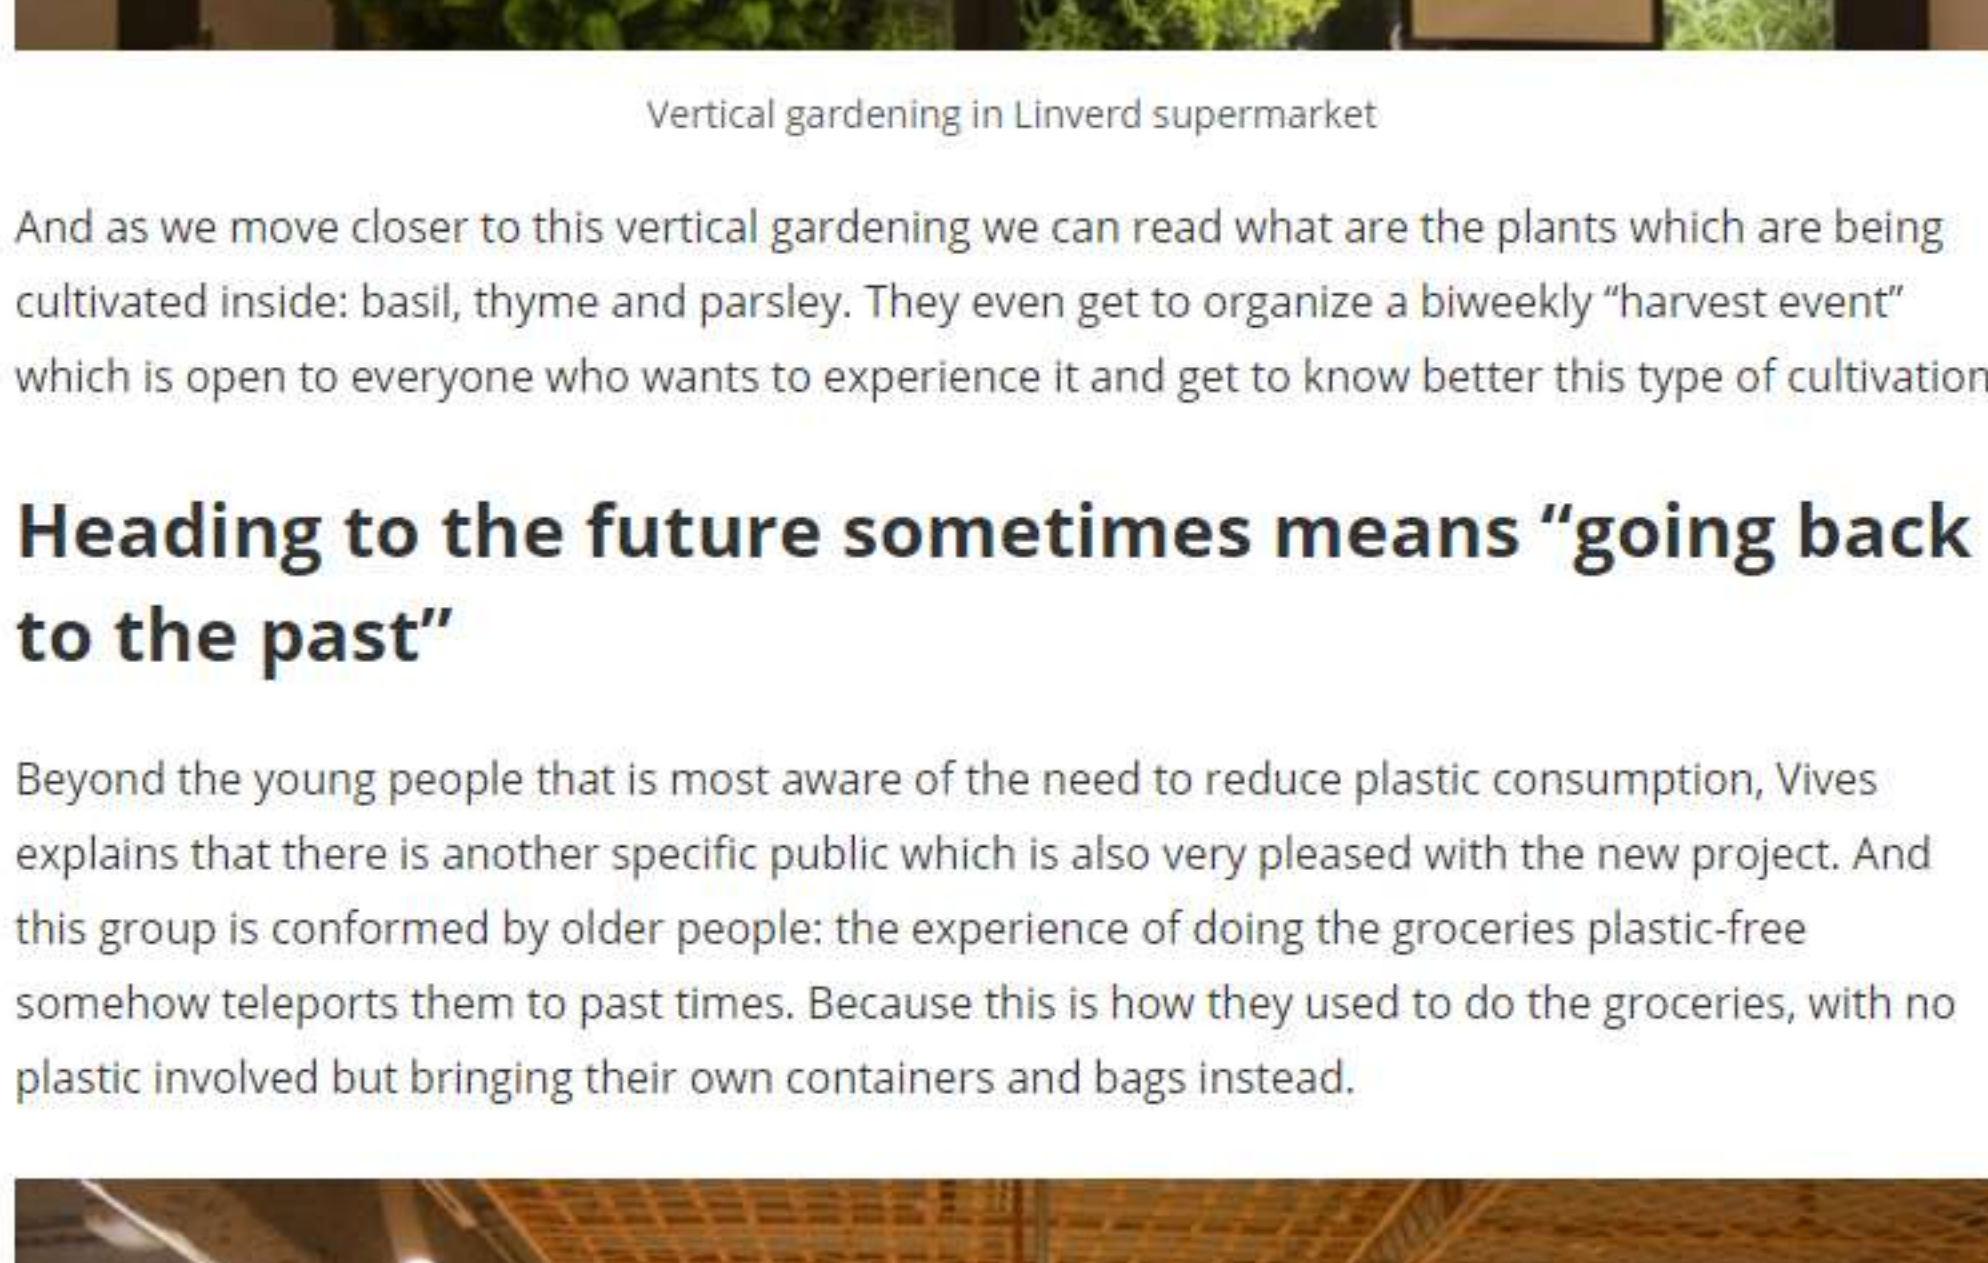 Vertical gardening in Linverd supermarket
And as we move closer to this vertical gardening we can read what are the plants which are being
cultivated inside: basil, thyme and parsley. They even get to organize a biweekly “harvest event”
which is open to everyone who wants to experience it and get to know better this type of cultivation
Heading to the future sometimes means “going back
to the past”
Beyond the young people that is most aware of the need to reduce plastic consumption, Vives
explains that there is another specific public which is also very pleased with the new project. And
this group is conformed by older people: the experience of doing the groceries plastic-free
somehow teleports them to past times. Because this is how they used to do the groceries, with no
plastic involved but bringing their own containers and bags instead.